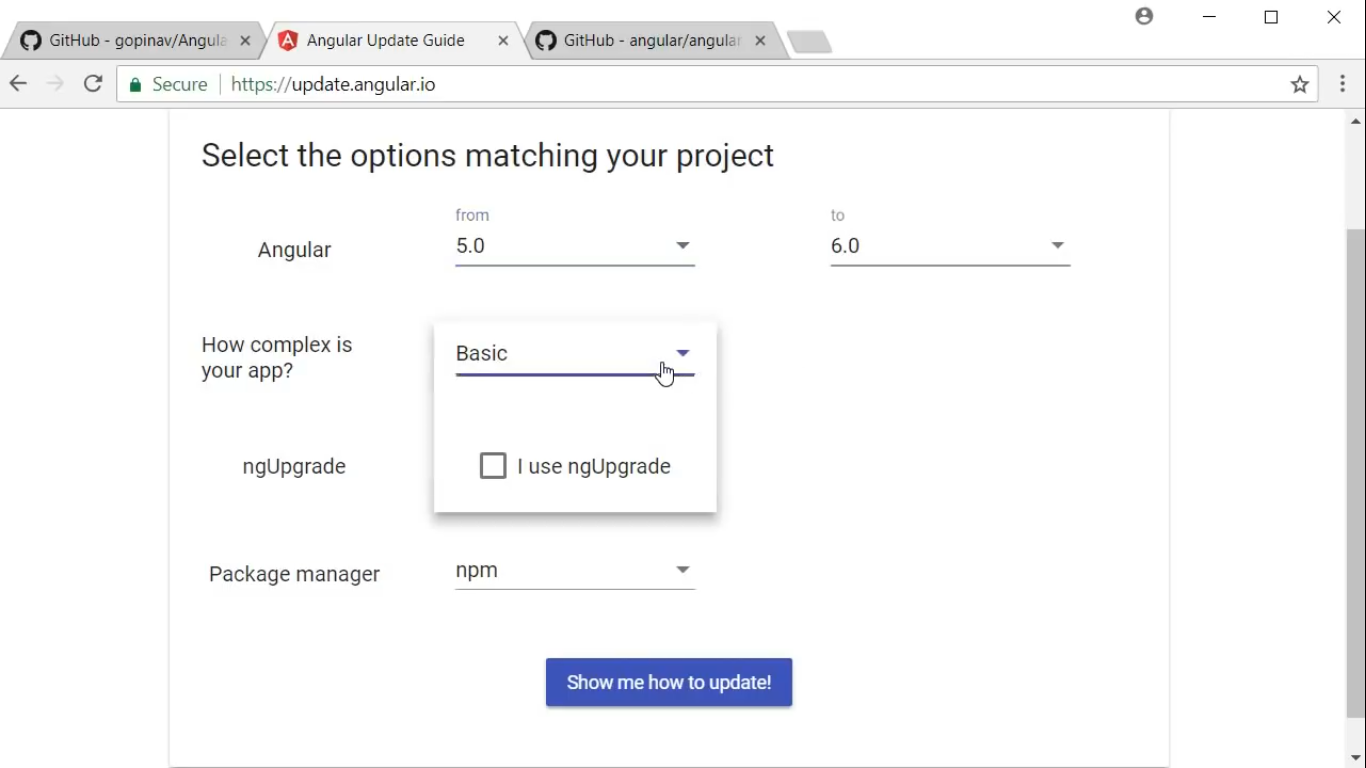 GitHub - gopinav/Angula
Angular Update Guide
GitHub - angular/angular
Secure
https://update.angular.io
Select the options matching your project
from
to
Angular
5.0
6.0
How complex is
your app?
Basic
ngUpgrade
I use ngUpgrade
Package manager
npm
Show me how to update!